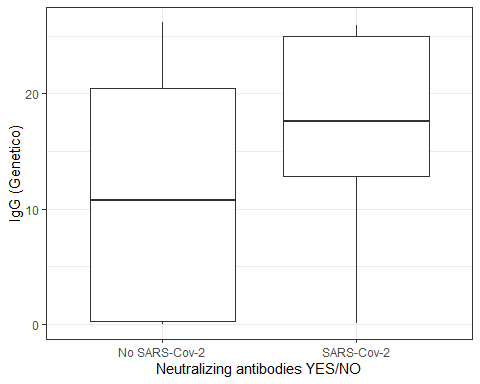 IgG (Genetico)
20
10
0
No SARS-Cov-2 SARS-Cov-2
Neutralizing antibodies YES/NO